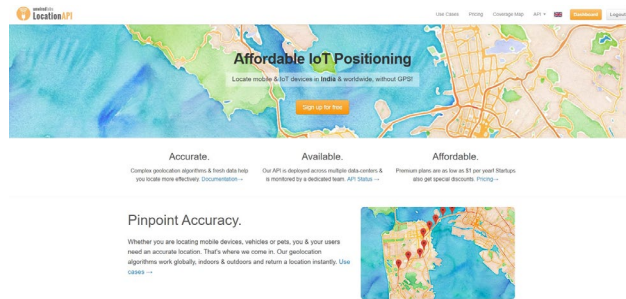 unwiredlabs
LocationAPI
Use Cases Pricing Coverage Map API Dashboard Logout
Affordable IoT Positioning
Locate mobile & IoT devices in India & worldwide, without GPS!
Sign up for free
Accurate.
Complex geolocation algorithms & fresh data help
you locate more effectively. Documentation→
Available.
Our API is deployed across multiple data-centers &
is monitored by a dedicated team. API Status→
Affordable.
Premium plans are as low as $1 per year! Startups
also get special discounts. Pricing→
Pinpoint Accuracy.
Whether you are locating mobile devices, vehicles or pets, you & your users
need an accurate location. That's where we come in. Our geolocation
algorithms work globally, indoors & outdoors and return a location instantly. Use
cases →